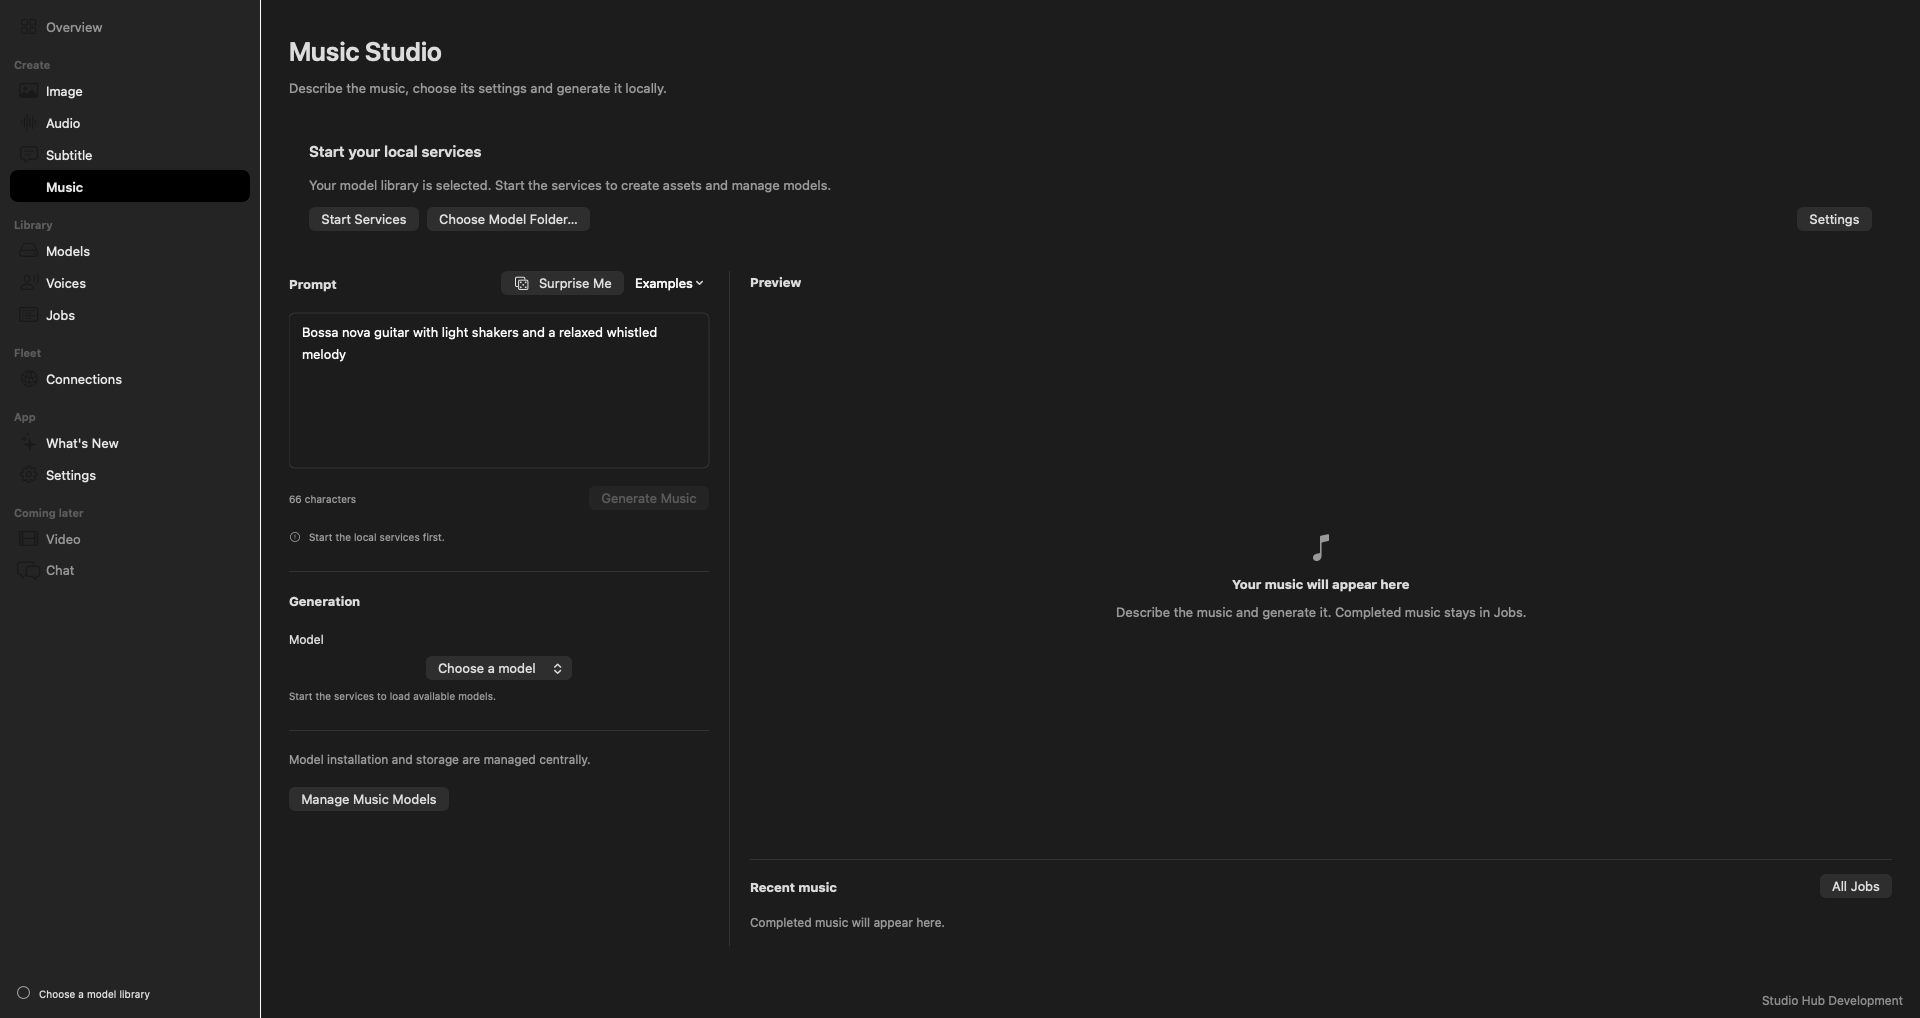 Overview
Create
Image
Audio
Subtitle
Music
Library
Models
Voices
Jobs
Fleet
Connections
App
What's New
Settings
Coming later
Video
Chat
Choose a model library
Music Studio
Describe the music, choose its settings and generate it locally.
Start your local services
Your model library is selected. Start the services to create assets and manage models.
Start Services
Choose Model Folder...
Settings
Prompt
Surprise Me
Examples
Bossa nova guitar with light shakers and a relaxed whistled
melody
66 characters
Generate Music
Start the local services first.
Generation
Model
Choose a model
Start the services to load available models.
Model installation and storage are managed centrally.
Manage Music Models
Preview
Your music will appear here
Describe the music and generate it. Completed music stays in Jobs.
Recent music
All Jobs
Completed music will appear here.
Studio Hub Development